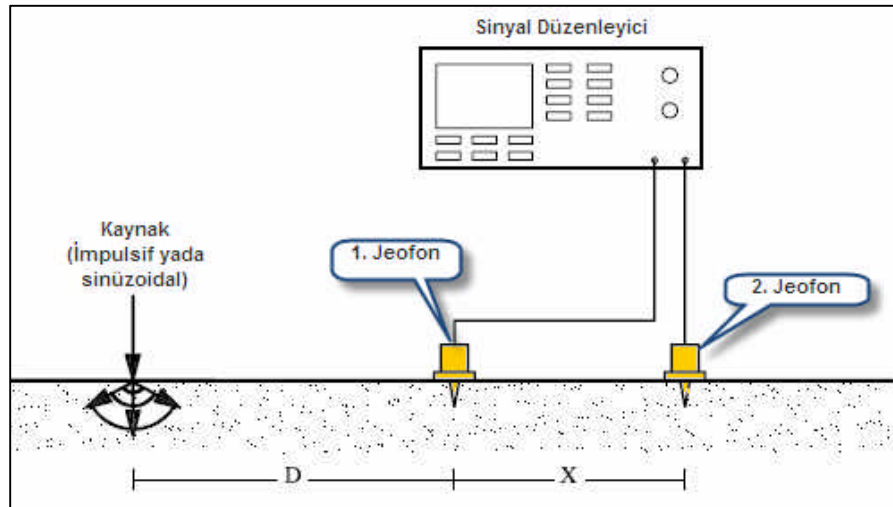 Sinyal Düzenleyici
Kaynak
(İmpulsif yada
sinüzoidal)
1. Jeofon
2. Jeofon
D
X